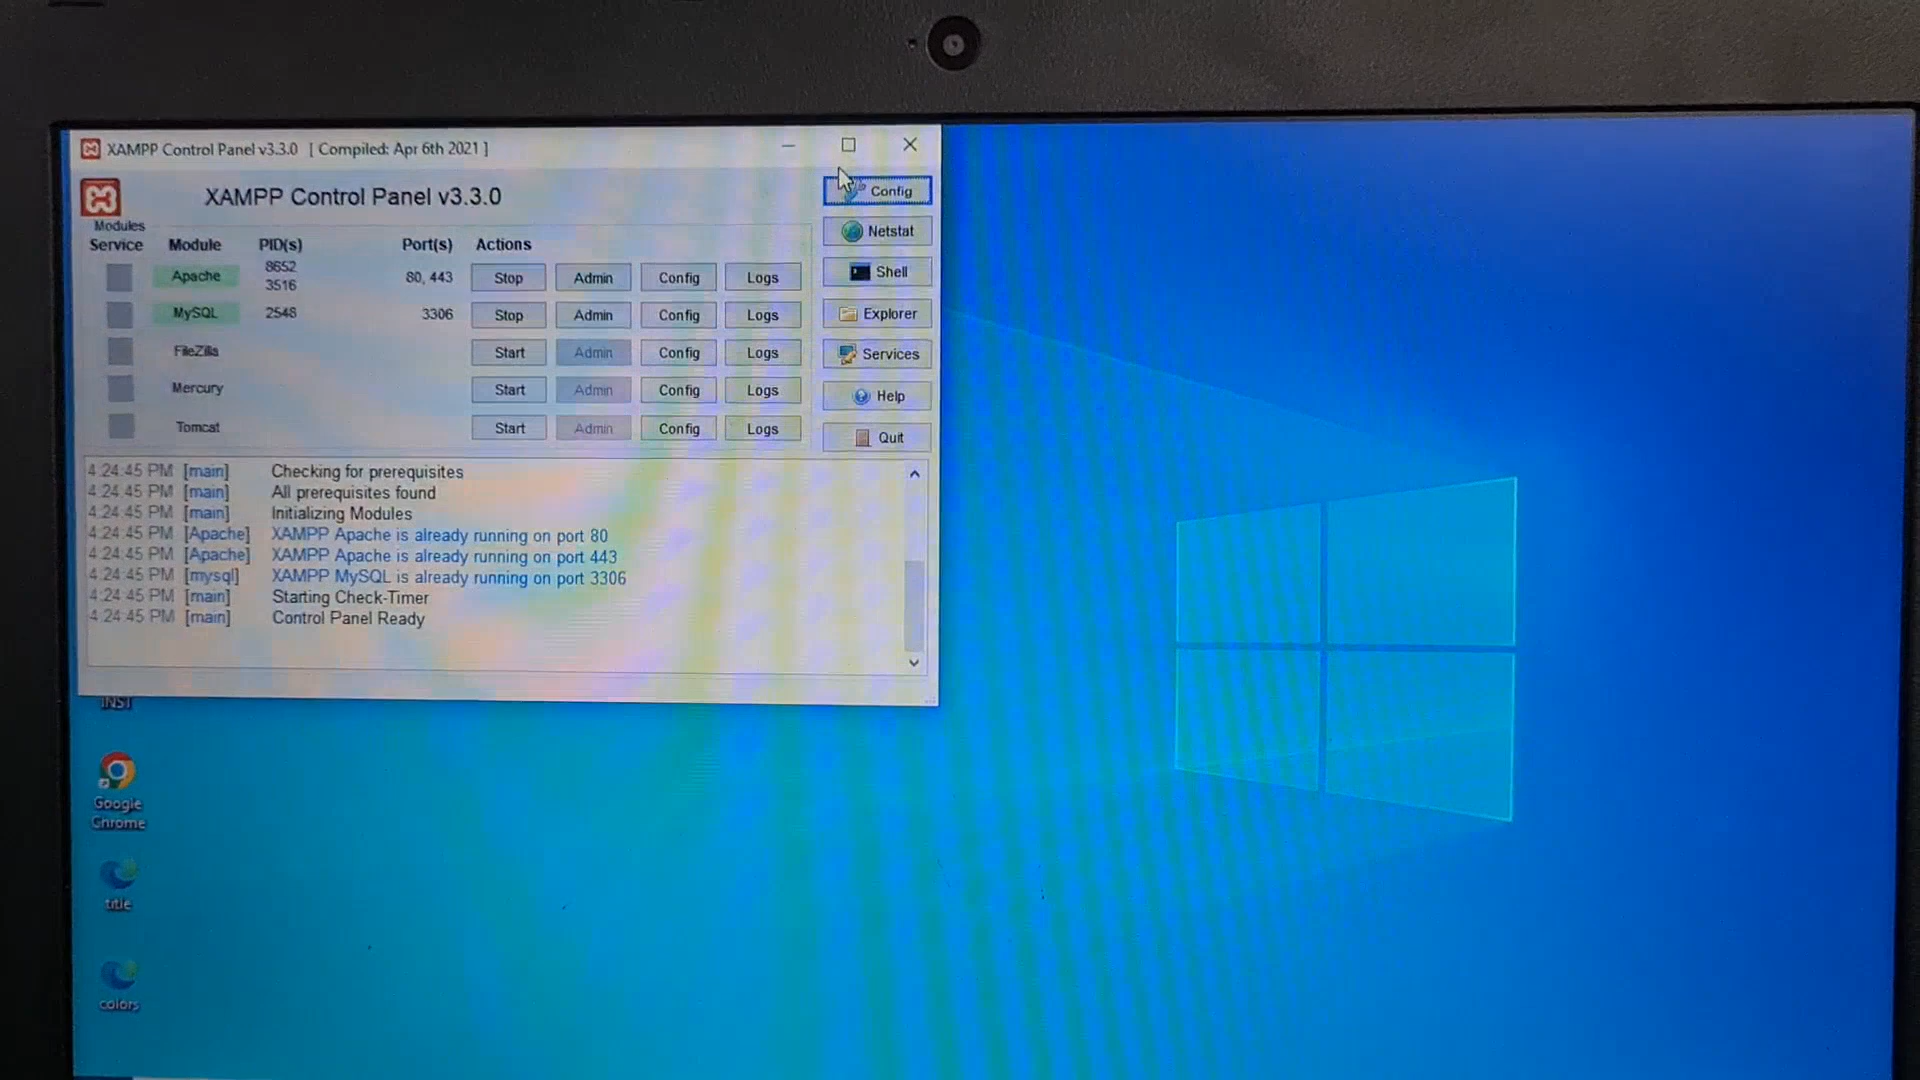 XAMPP Control Panel v3.3.0 [ Compiled: Apr 6th 2021 ]
XAMPP Control Panel v3.3.0
Config
Modules
Service Module PID(s) Port(s) Actions
Netstat
Apache 8652 3516 80, 443 Stop Admin Config Logs
Shell
MySQL 2548 3306 Stop Admin Config Logs
Explorer
FileZilla Start Admin Config Logs
Services
Mercury Start Admin Config Logs
Help
Tomcat Start Admin Config Logs
Quit
4:24:45 PM [main] Checking for prerequisites
4:24:45 PM [main] All prerequisites found
4:24:45 PM [main] Initializing Modules
4:24:45 PM [Apache] XAMPP Apache is already running on port 80
4:24:45 PM [Apache] XAMPP Apache is already running on port 443
4:24:45 PM [mysql] XAMPP MySQL is already running on port 3306
4:24:45 PM [main] Starting Check-Timer
4:24:45 PM [main] Control Panel Ready
INST
Google
Chrome
title
colors